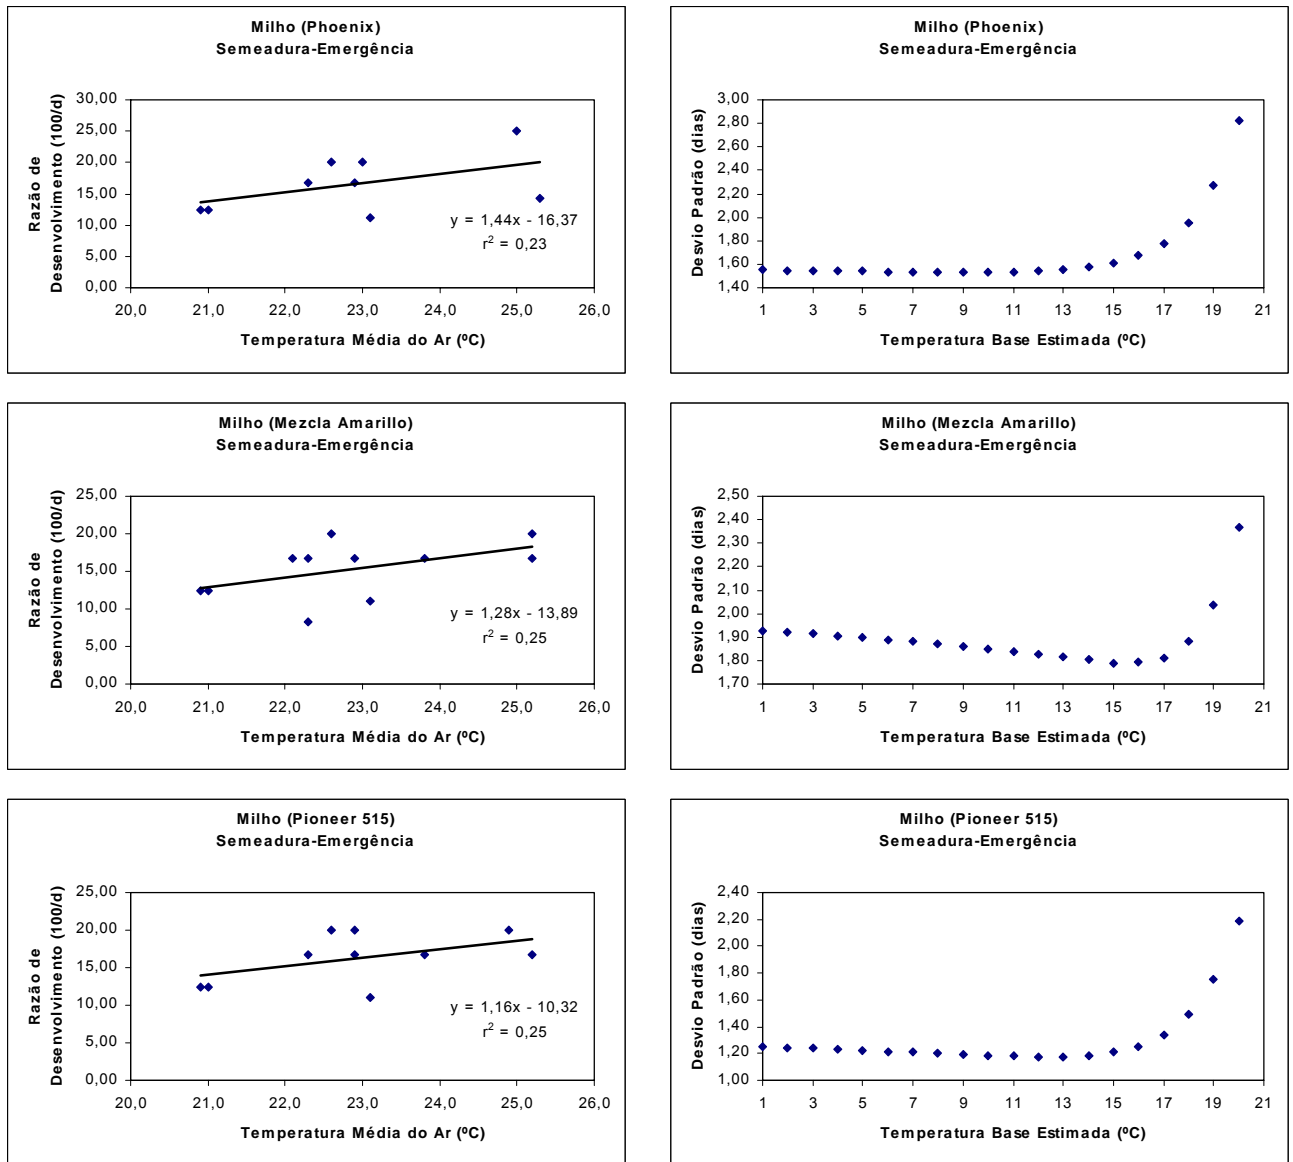 Milho (Phoenix)
Semeadura-Emergência
Razão de
Desenvolvimento (100/d)
30,00
25,00
20,00
15,00
10,00
5,00
0,00
y = 1,44x - 16,37
r² = 0,23
20,0 21,0 22,0 23,0 24,0 25,0 26,0
Temperatura Média do Ar (ºC)
Milho (Phoenix)
Semeadura-Emergência
Desvio Padrão (dias)
3,00
2,80
2,60
2,40
2,20
2,00
1,80
1,60
1,40
1 3 5 7 9 11 13 15 17 19 21
Temperatura Base Estimada (ºC)
Milho (Mezcla Amarillo)
Semeadura-Emergência
Razão de
Desenvolvimento (100/d)
25,00
20,00
15,00
10,00
5,00
0,00
y = 1,28x - 13,89
r² = 0,25
20,0 21,0 22,0 23,0 24,0 25,0 26,0
Temperatura Média do Ar (ºC)
Milho (Mezcla Amarillo)
Semeadura-Emergência
Desvio Padrão (dias)
2,50
2,40
2,30
2,20
2,10
2,00
1,90
1,80
1,70
1 3 5 7 9 11 13 15 17 19 21
Temperatura Base Estimada (ºC)
Milho (Pioneer 515)
Semeadura-Emergência
Razão de
Desenvolvimento (100/d)
25,00
20,00
15,00
10,00
5,00
0,00
y = 1,16x - 10,32
r² = 0,25
20,0 21,0 22,0 23,0 24,0 25,0 26,0
Temperatura Média do Ar (ºC)
Milho (Pioneer 515)
Semeadura-Emergência
Desvio Padrão (dias)
2,40
2,20
2,00
1,80
1,60
1,40
1,20
1,00
1 3 5 7 9 11 13 15 17 19 21
Temperatura Base Estimada (ºC)